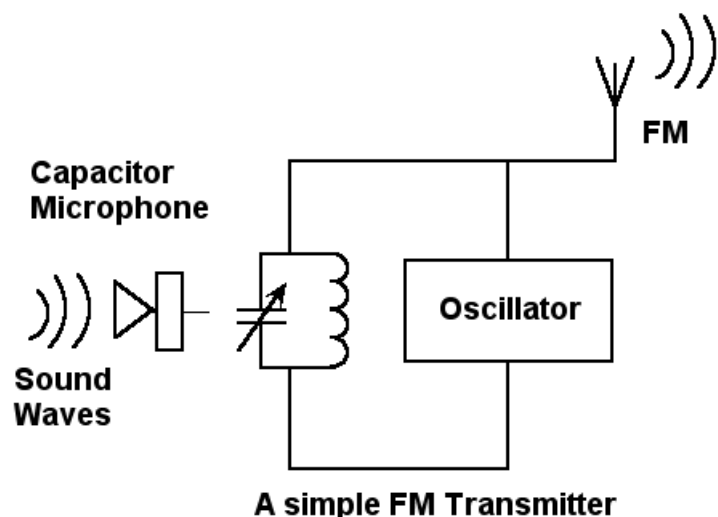 FM
Capacitor
Microphone
Oscillator
Sound
Waves
A simple FM Transmitter